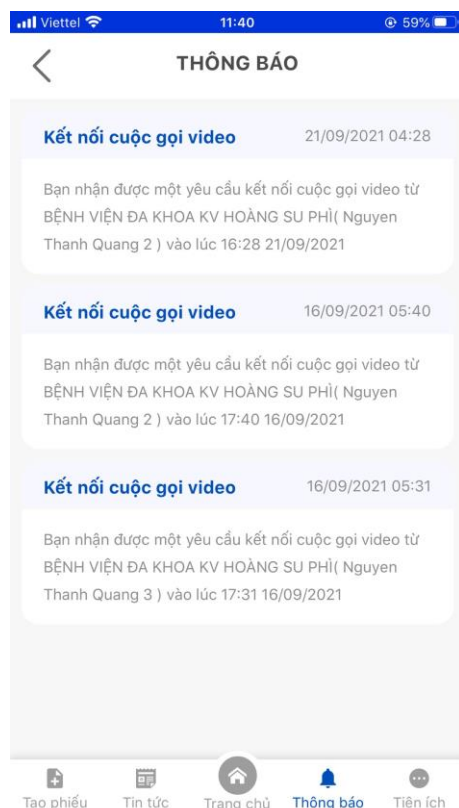 Viettel 11:40 59%
THÔNG BÁO
Kết nối cuộc gọi video 21/09/2021 04:28
Bạn nhận được một yêu cầu kết nối cuộc gọi video từ
BỆNH VIỆN ĐA KHOA KV HOÀNG SU PHÌ( Nguyen
Thanh Quang 2 ) vào lúc 16:28 21/09/2021
Kết nối cuộc gọi video 16/09/2021 05:40
Bạn nhận được một yêu cầu kết nối cuộc gọi video từ
BỆNH VIỆN ĐA KHOA KV HOÀNG SU PHÌ( Nguyen
Thanh Quang 2 ) vào lúc 17:40 16/09/2021
Kết nối cuộc gọi video 16/09/2021 05:31
Bạn nhận được một yêu cầu kết nối cuộc gọi video từ
BỆNH VIỆN ĐA KHOA KV HOÀNG SU PHÌ( Nguyen
Thanh Quang 3 ) vào lúc 17:31 16/09/2021
Tạo phiếu Tin tức Trang chủ Thông báo Tiện ích